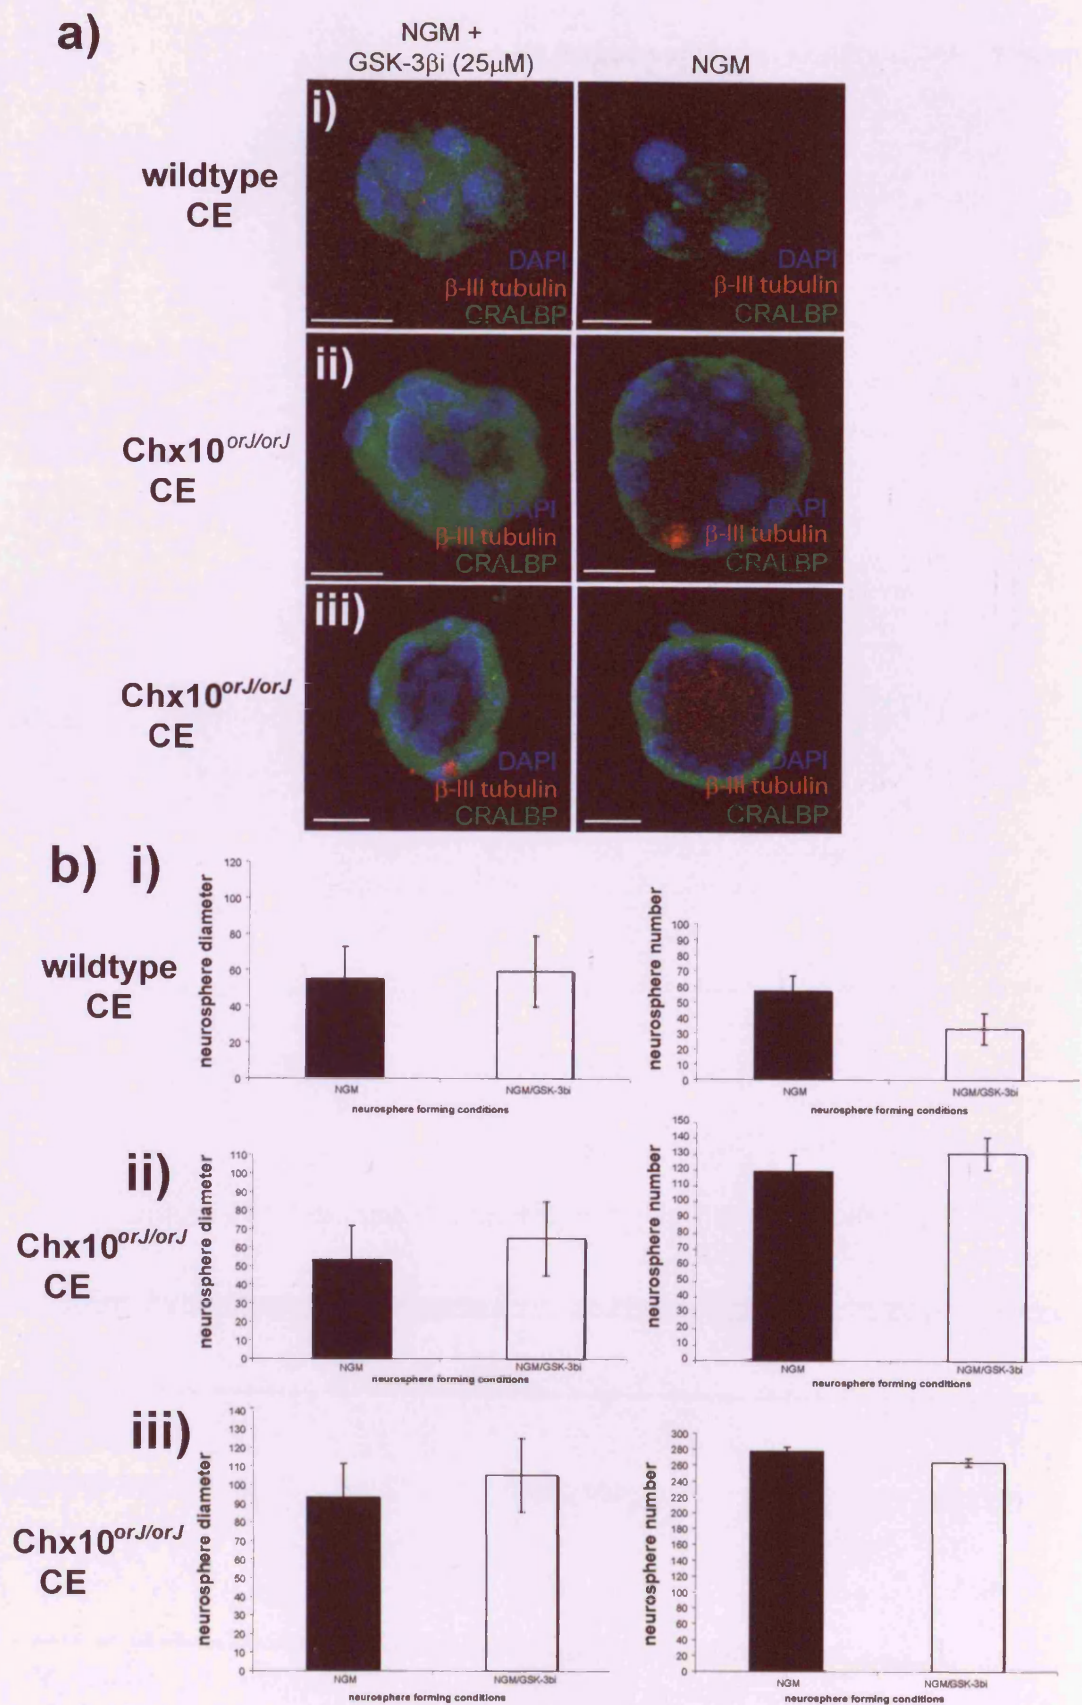 a)
NGM +
GSK-3βi (25μM)
NGM
wildtype
CE
i)
DAPI
β-III tubulin
CRALBP
DAPI
β-III tubulin
CRALBP
Chx10orJ/orJ
CE
ii)
DAPI
β-III tubulin
CRALBP
DAPI
β-III tubulin
CRALBP
Chx10orJ/orJ
CE
iii)
DAPI
β-III tubulin
CRALBP
DAPI
β-III tubulin
CRALBP
b) i)
wildtype
CE
neurosphere diameter
120
100
80
60
40
20
0
NGM
NGM/GSK-3bi
neurosphere forming conditions
neurosphere number
100
90
80
70
60
50
40
30
20
10
0
NGM
NGM/GSK-3bi
neurosphere forming conditions
ii)
Chx10orJ/orJ
CE
neurosphere diameter
110
100
90
80
70
60
50
40
30
20
10
0
NGM
NGM/GSK-3bi
neurosphere forming conditions
neurosphere number
150
140
130
120
110
100
90
80
70
60
50
40
30
20
10
0
NGM
NGM/GSK-3bi
neurosphere forming conditions
iii)
Chx10orJ/orJ
CE
neurosphere diameter
140
130
120
110
100
90
80
70
60
50
40
30
20
10
0
NGM
NGM/GSK-3bi
neurosphere forming conditions
neurosphere number
300
280
260
240
220
200
180
160
140
120
100
80
60
40
20
0
NGM
NGM/GSK-3bi
neurosphere forming conditions